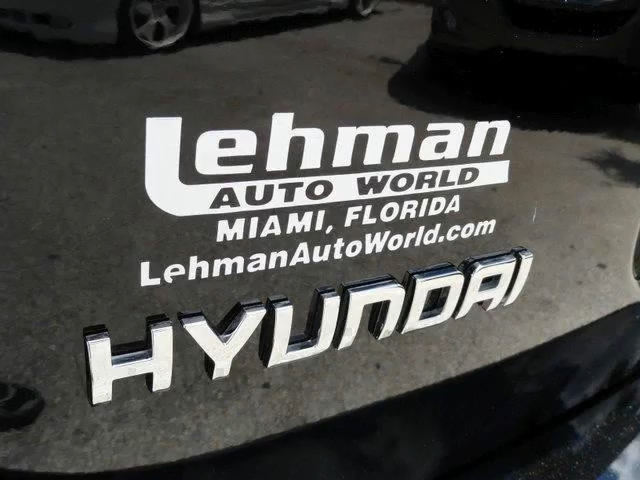 Lehman
AUTO WORLD
MIAMI, FLORIDA
LehmanAutoWorld.com
HYUNDAI